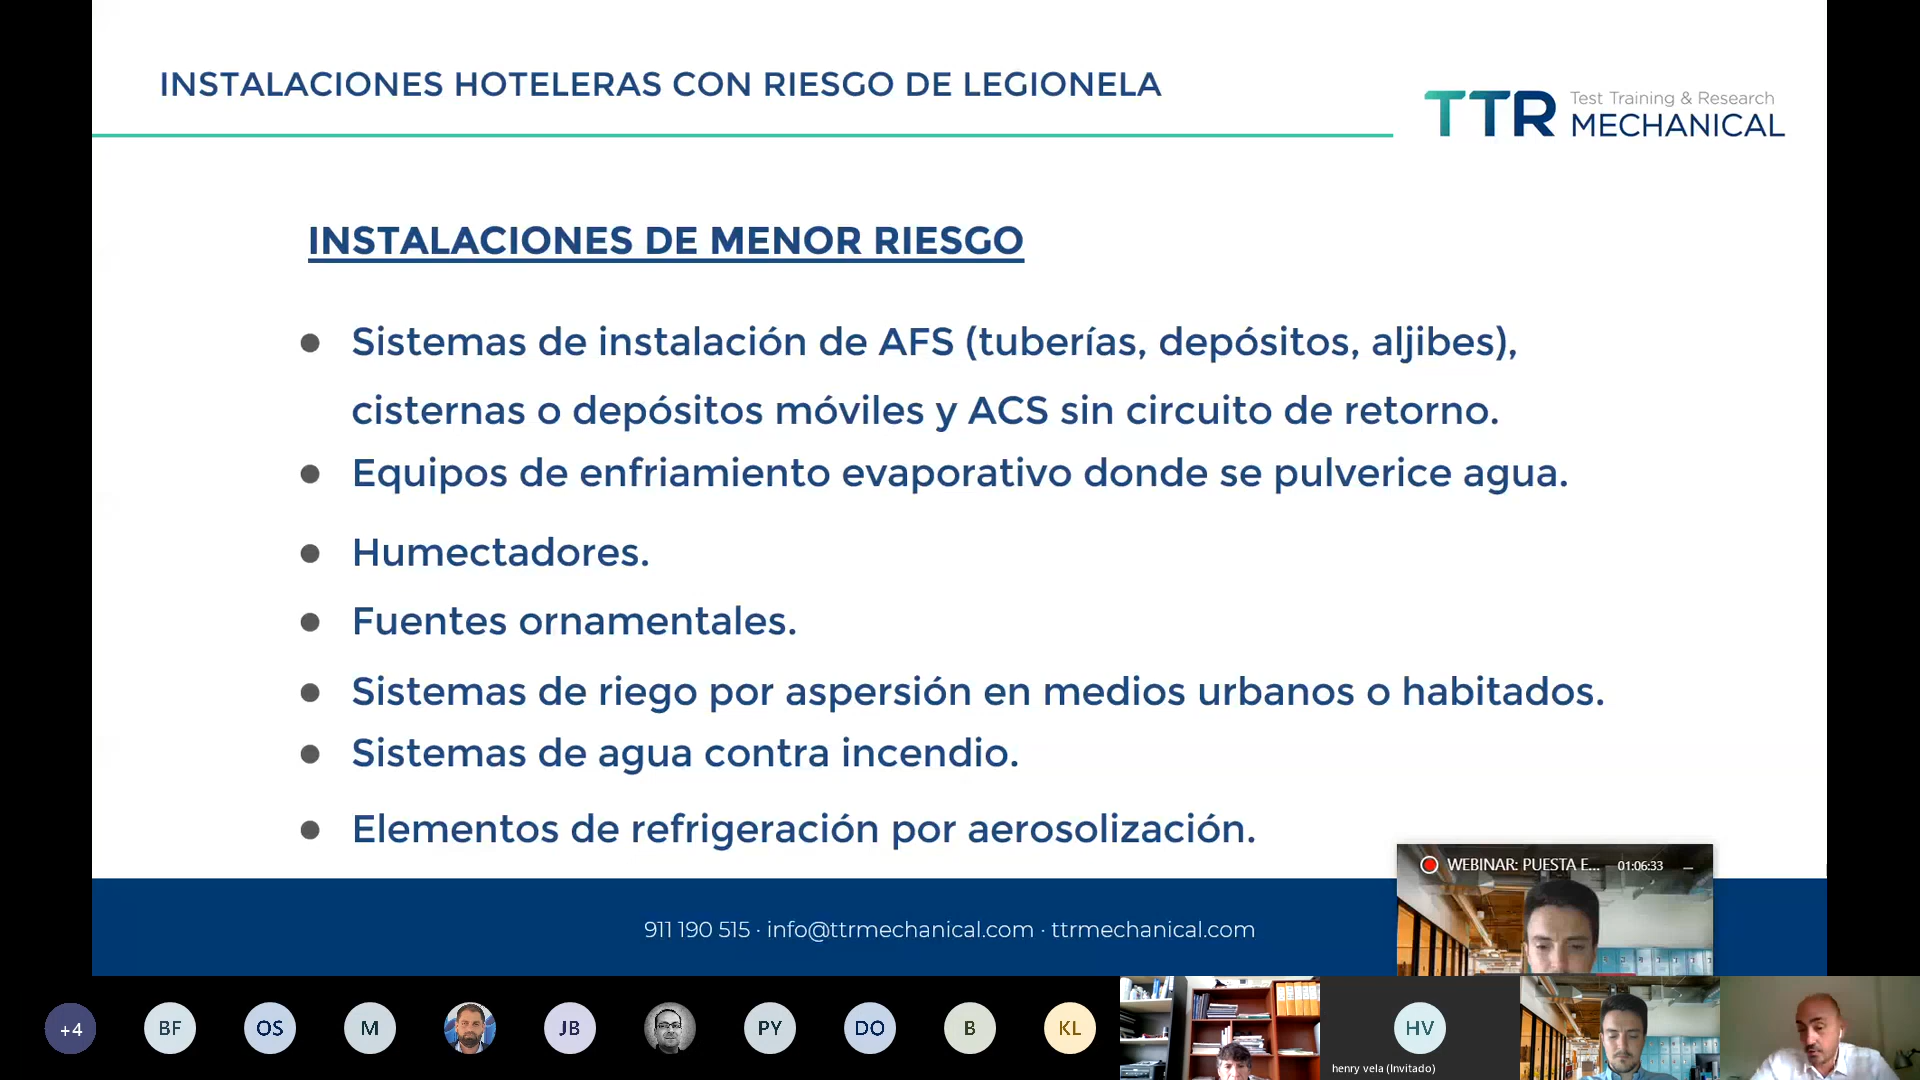 INSTALACIONES HOTELERAS CON RIESGO DE LEGIONELA
TTR Test Training & Research
MECHANICAL
INSTALACIONES DE MENOR RIESGO
● Sistemas de instalación de AFS (tuberías, depósitos, aljibes),
cisternas o depósitos móviles y ACS sin circuito de retorno.
● Equipos de enfriamiento evaporativo donde se pulverice agua.
● Humectadores.
● Fuentes ornamentales.
● Sistemas de riego por aspersión en medios urbanos o habitados.
● Sistemas de agua contra incendio.
● Elementos de refrigeración por aerosolización.
WEBINAR: PUESTA E... 01:06:33
911 190 515 · info@ttrmechanical.com · ttrmechanical.com
+4 BF OS M JB PY DO B KL HV
henry vela (Invitado)